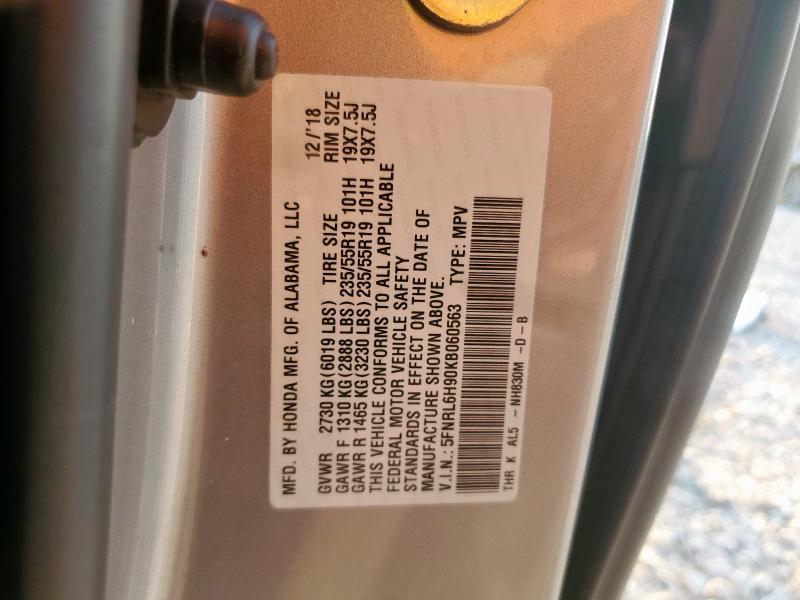 MFD. BY HONDA MFG. OF ALABAMA, LLC 12/'18
GVWR 2730 KG(6019 LBS) TIRE SIZE RIM SIZE
GAWR F 1310 KG(2888 LBS) 235/55R19 101H 19X7.5J
GAWR R 1465 KG(3230 LBS) 235/55R19 101H 19X7.5J
THIS VEHICLE CONFORMS TO ALL APPLICABLE
FEDERAL MOTOR VEHICLE SAFETY
STANDARDS IN EFFECT ON THE DATE OF
MANUFACTURE SHOWN ABOVE.
V.I.N.: 5FNRL6H90KB060563 TYPE: MPV
THR K AL5 - NH830M -D-B